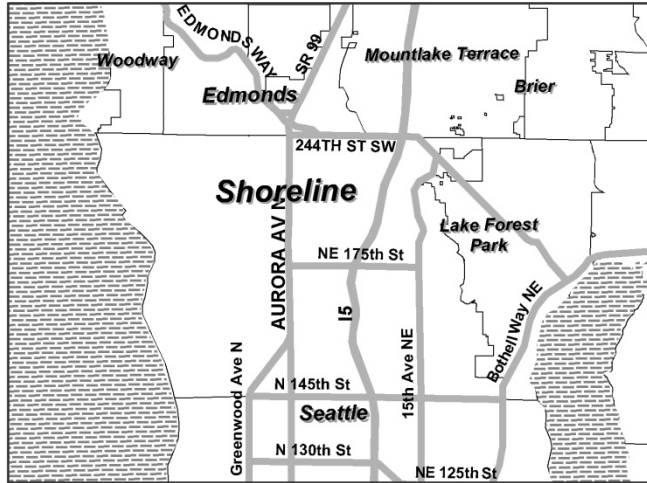 EDMONDS WAY
SR 99
Woodway
Mountlake Terrace
Brier
Edmonds
244TH ST SW
Shoreline
AURORA AV N
Lake Forest
Park
NE 175th St
I5
Bothell Way NE
15th Ave NE
Greenwood Ave N
N 145th St
Seattle
N 130th St
NE 125th St